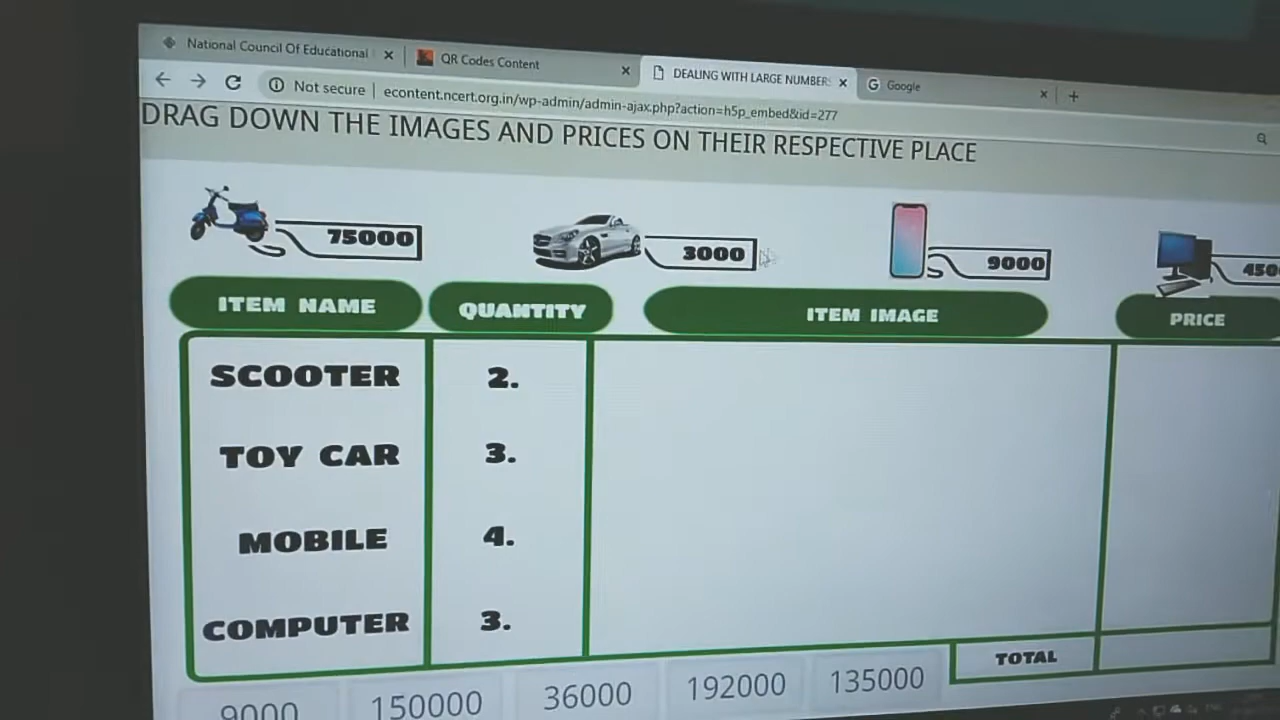 National Council Of Educational
QR Codes Content
DEALING WITH LARGE NUMBERS
Google
Not secure | econtent.ncert.org.in/wp-admin/admin-ajax.php?action=h5p_embed&id=277
DRAG DOWN THE IMAGES AND PRICES ON THEIR RESPECTIVE PLACE
75000
3000
9000
450
ITEM NAME
QUANTITY
ITEM IMAGE
PRICE
SCOOTER 2.
TOY CAR 3.
MOBILE 4.
COMPUTER 3.
TOTAL
9000 150000 36000 192000 135000